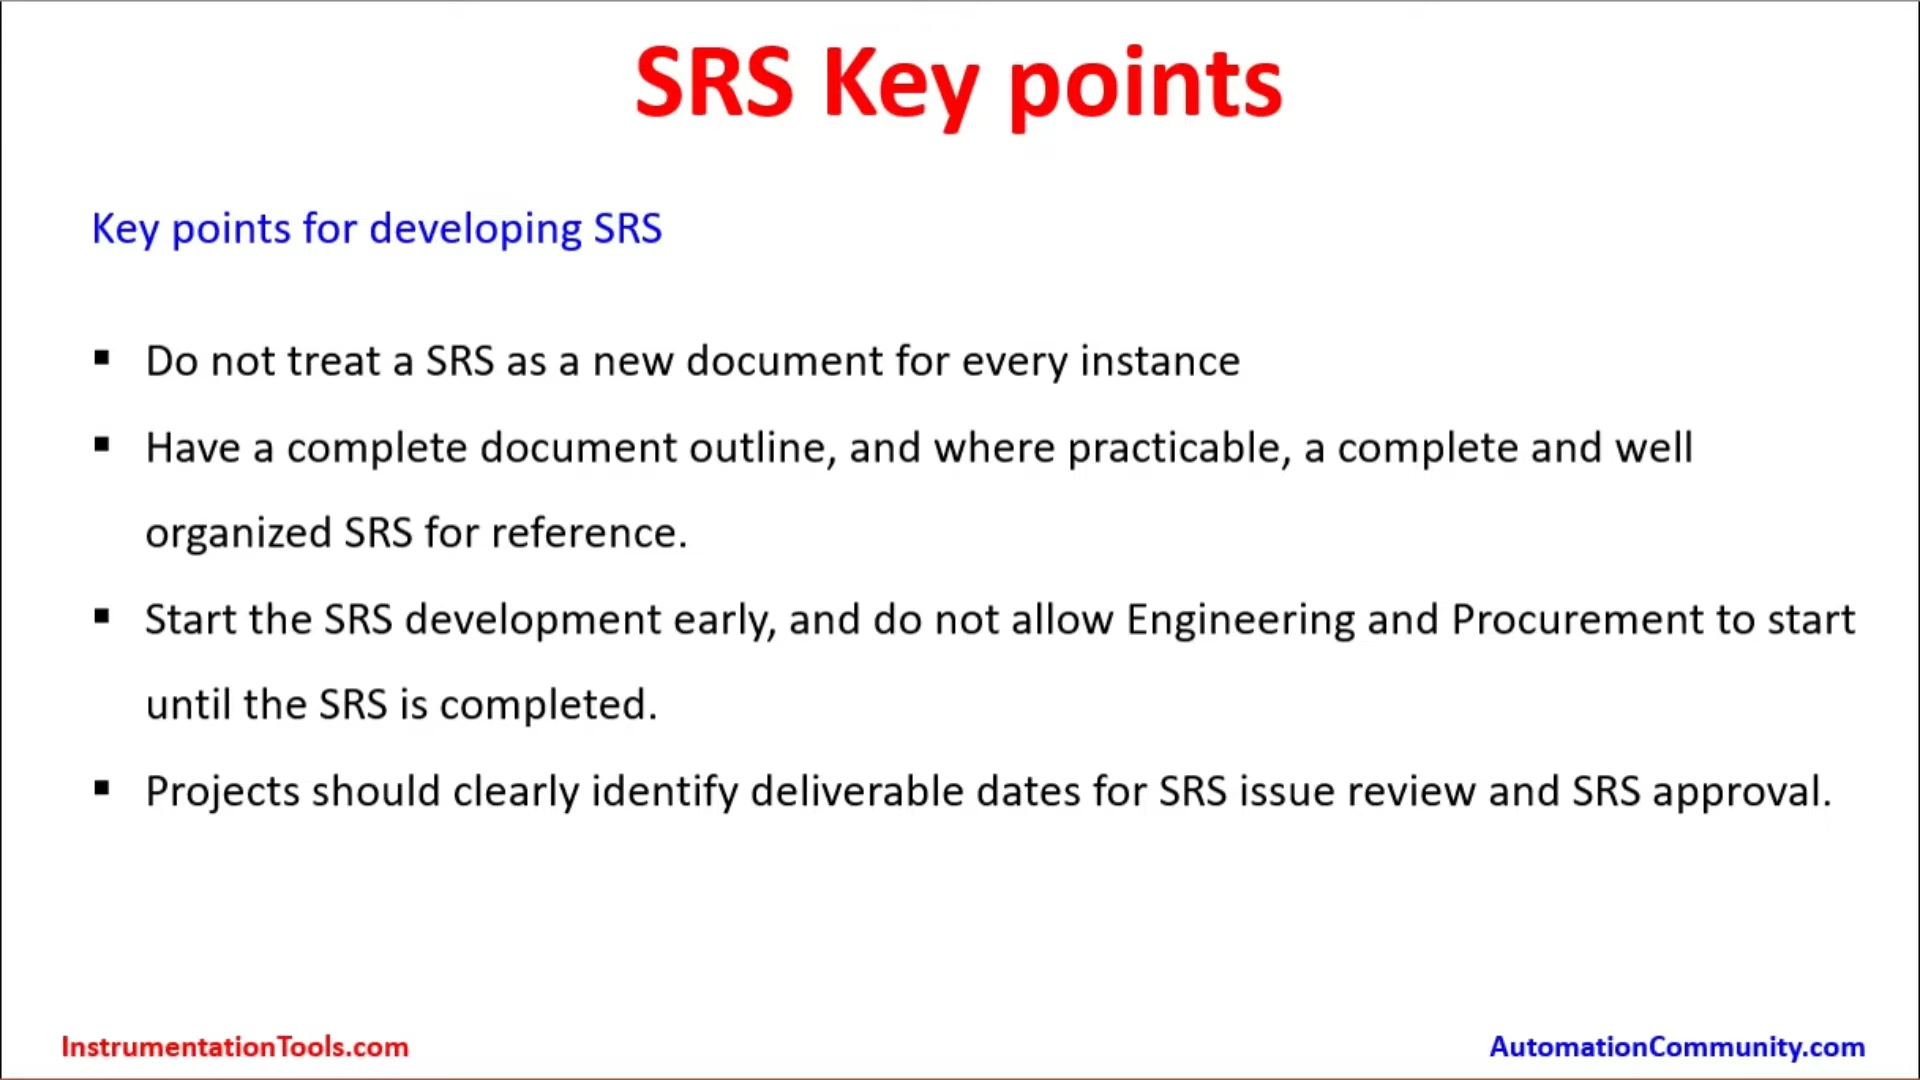 SRS Key points
Key points for developing SRS
▪ Do not treat a SRS as a new document for every instance
▪ Have a complete document outline, and where practicable, a complete and well
organized SRS for reference.
▪ Start the SRS development early, and do not allow Engineering and Procurement to start
until the SRS is completed.
▪ Projects should clearly identify deliverable dates for SRS issue review and SRS approval.
InstrumentationTools.com
AutomationCommunity.com